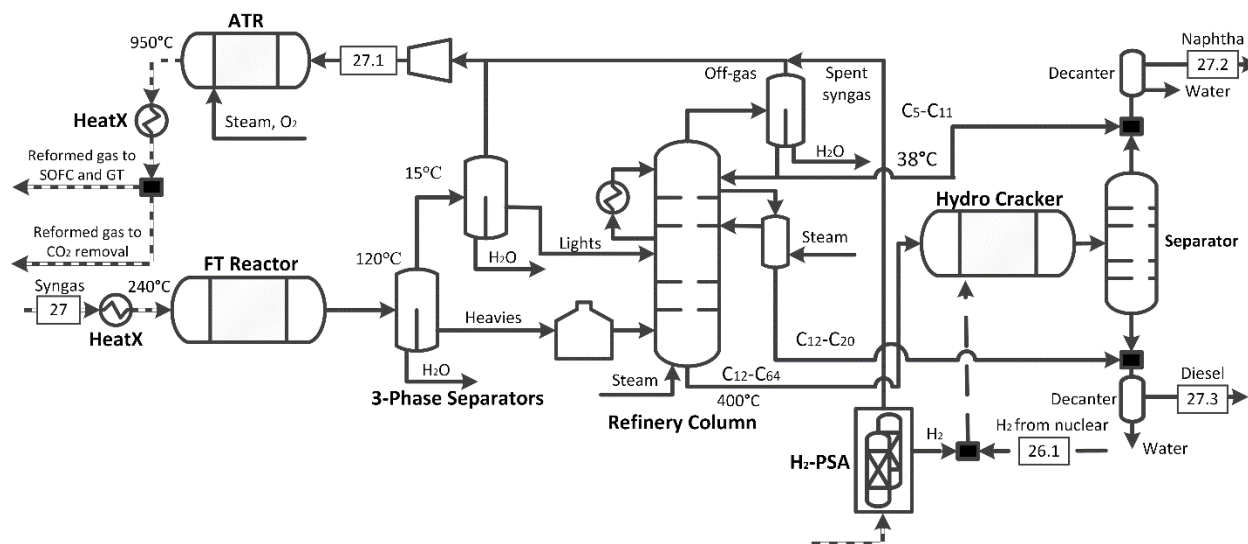 ATR
950°C
27.1
Off-gas
Spent
syngas
Naphtha
27.2
Decanter
Water
HeatX
Steam, O₂
C₅-C₁₁
Reformed gas to
SOFC and GT
15°C
H₂O
38°C
Hydro Cracker
Reformed gas to
CO₂ removal
FT Reactor
120°C
H₂O
Lights
Steam
Separator
Syngas
27
240°C
HeatX
Heavies
C₁₂-C₂₀
H₂O
3-Phase Separators
Steam
C₁₂-C₆₄
400°C
Refinery Column
Diesel
27.3
Decanter
H₂ from nuclear
26.1
Water
H₂-PSA
H₂